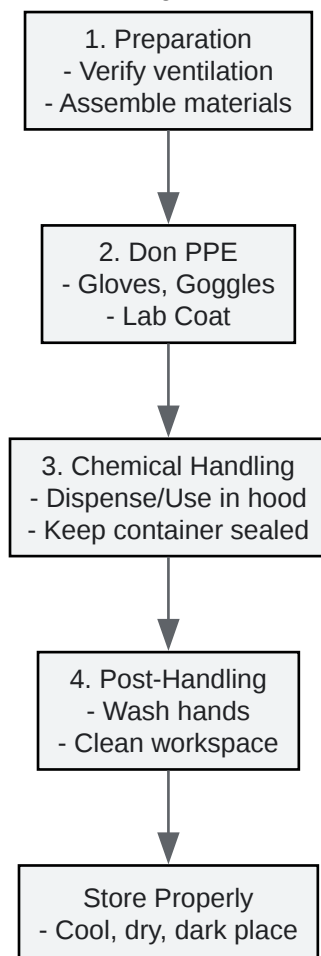 1. Preparation
- Verify ventilation
- Assemble materials
2. Don PPE
- Gloves, Goggles
- Lab Coat
3. Chemical Handling
- Dispense/Use in hood
- Keep container sealed
4. Post-Handling
- Wash hands
- Clean workspace
Store Properly
- Cool, dry, dark place